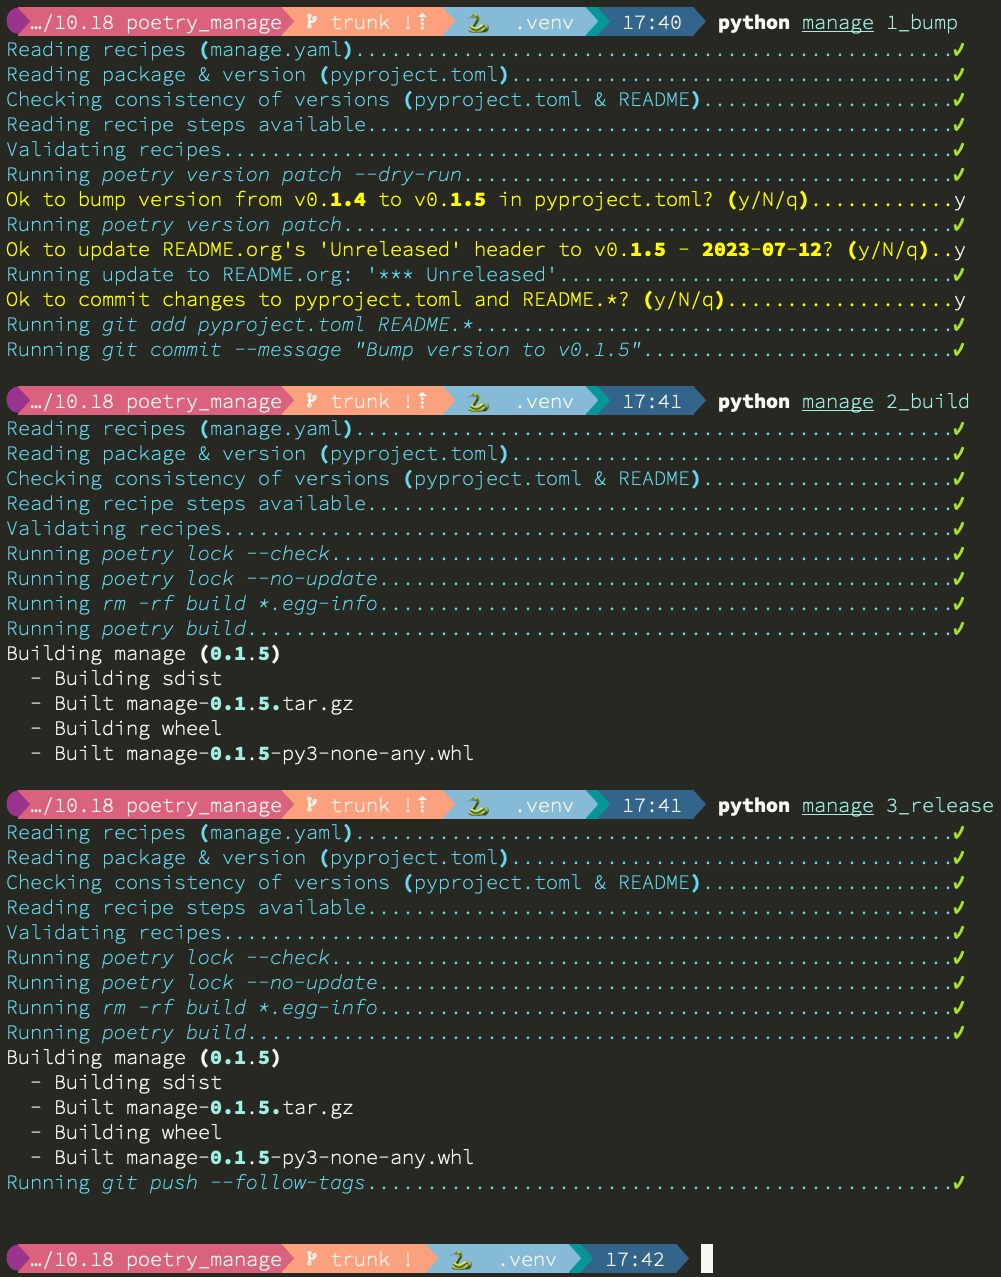 …/10.18 poetry_manage trunk !⇡ .venv 17:40 python manage 1_bump
Reading recipes (manage.yaml)..................................................✔
Reading package & version (pyproject.toml).....................................✔
Checking consistency of versions (pyproject.toml & README).....................✔
Reading recipe steps available.................................................✔
Validating recipes.............................................................✔
Running poetry version patch --dry-run.........................................✔
Ok to bump version from v0.1.4 to v0.1.5 in pyproject.toml? (y/N/q)............y
Running poetry version patch...................................................✔
Ok to update README.org's 'Unreleased' header to v0.1.5 - 2023-07-12? (y/N/q)..y
Running update to README.org: '*** Unreleased'.................................✔
Ok to commit changes to pyproject.toml and README.*? (y/N/q)...................y
Running git add pyproject.toml README.*........................................✔
Running git commit --message "Bump version to v0.1.5"..........................✔
…/10.18 poetry_manage trunk !⇡ .venv 17:41 python manage 2_build
Reading recipes (manage.yaml)..................................................✔
Reading package & version (pyproject.toml).....................................✔
Checking consistency of versions (pyproject.toml & README).....................✔
Reading recipe steps available.................................................✔
Validating recipes.............................................................✔
Running poetry lock --check....................................................✔
Running poetry lock --no-update................................................✔
Running rm -rf build *.egg-info................................................✔
Running poetry build...........................................................✔
Building manage (0.1.5)
- Building sdist
- Built manage-0.1.5.tar.gz
- Building wheel
- Built manage-0.1.5-py3-none-any.whl
…/10.18 poetry_manage trunk !⇡ .venv 17:41 python manage 3_release
Reading recipes (manage.yaml)..................................................✔
Reading package & version (pyproject.toml).....................................✔
Checking consistency of versions (pyproject.toml & README).....................✔
Reading recipe steps available.................................................✔
Validating recipes.............................................................✔
Running poetry lock --check....................................................✔
Running poetry lock --no-update................................................✔
Running rm -rf build *.egg-info................................................✔
Running poetry build...........................................................✔
Building manage (0.1.5)
- Building sdist
- Built manage-0.1.5.tar.gz
- Building wheel
- Built manage-0.1.5-py3-none-any.whl
Running git push --follow-tags.................................................✔
…/10.18 poetry_manage trunk ! .venv 17:42